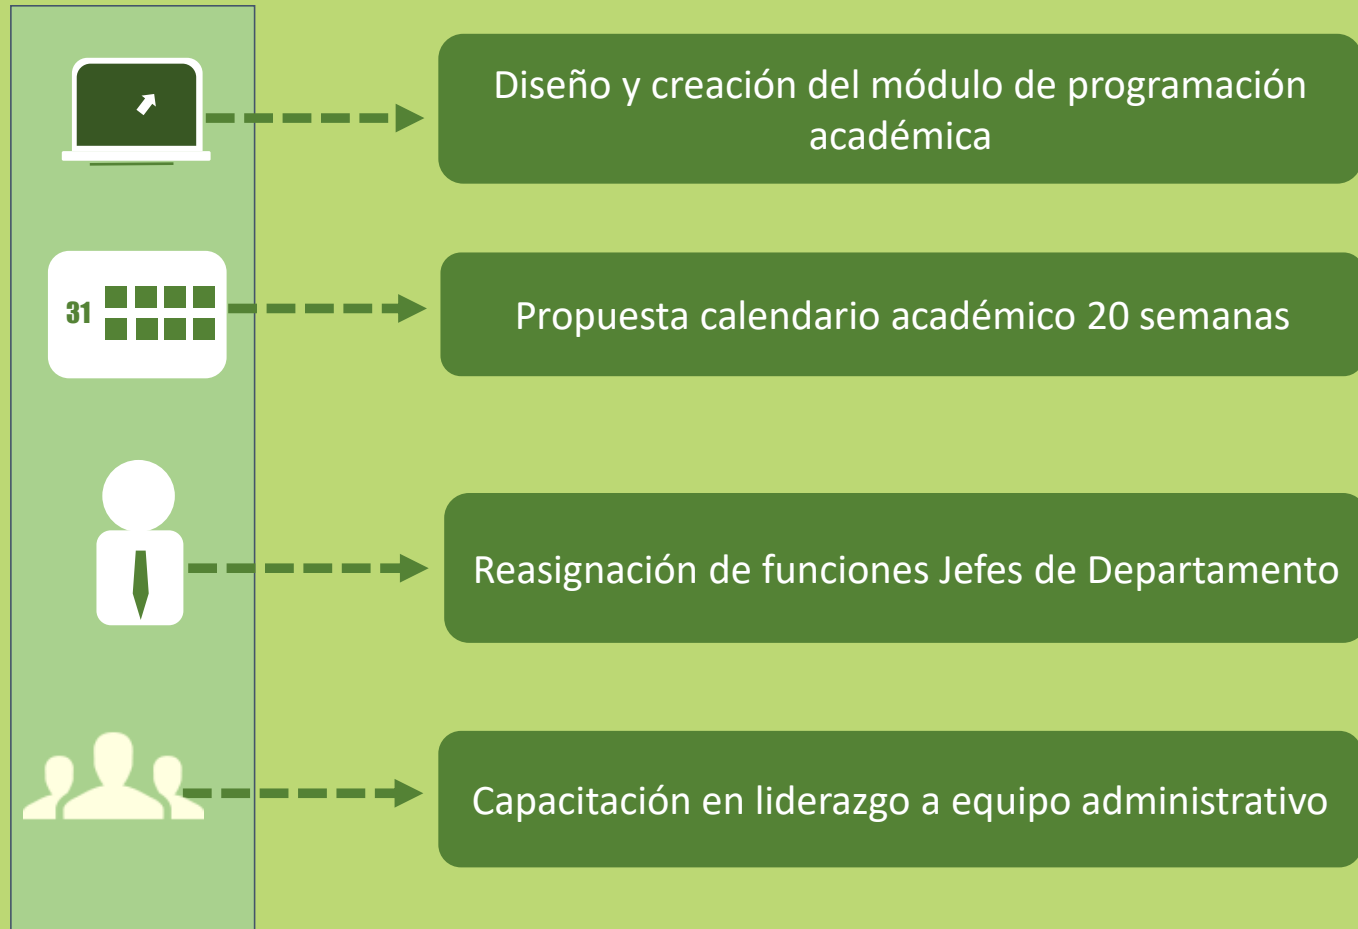 Diseño y creación del módulo de programación
académica
31
Propuesta calendario académico 20 semanas
Reasignación de funciones Jefes de Departamento
Capacitación en liderazgo a equipo administrativo